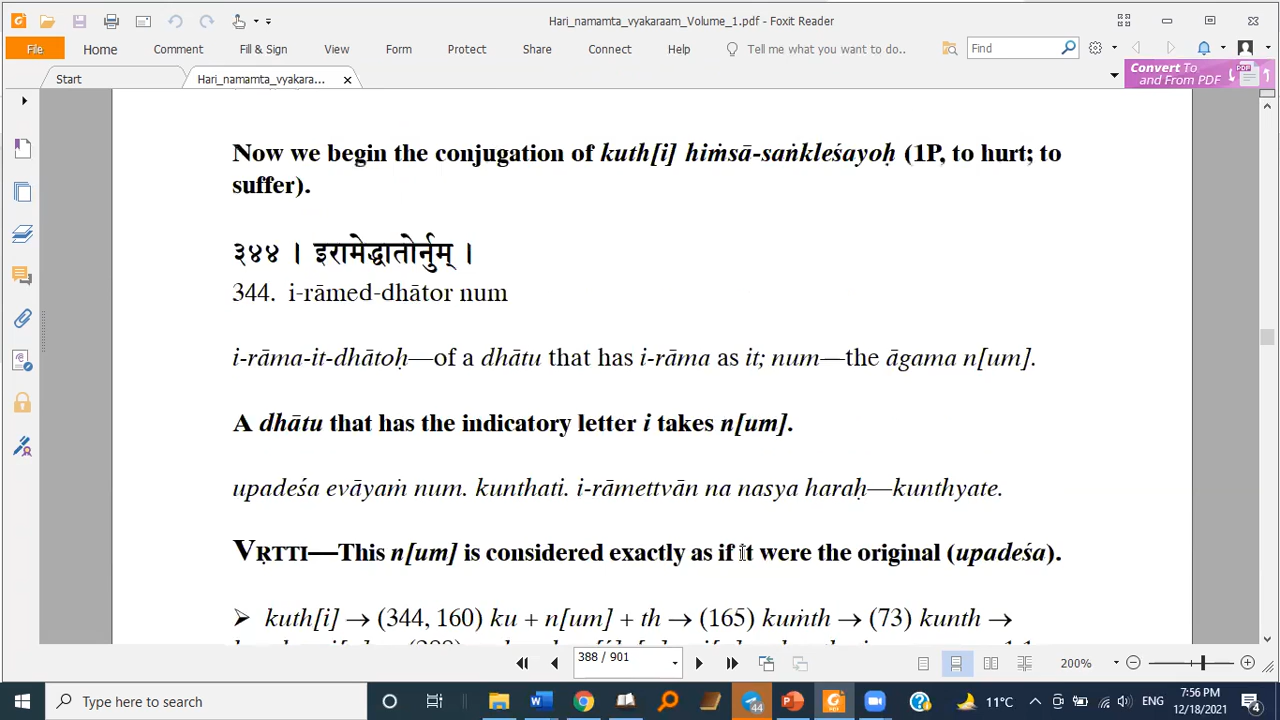 Hari_namamta_vyakaraam_Volume_1.pdf - Foxit Reader
File Home Comment Fill & Sign View Form Protect Share Connect Help Tell me what you want to do.. Find
Start Hari_namamta_vyakara... Convert To and From PDF
Now we begin the conjugation of kuth[i] hiṁsā-saṅkleśayoḥ (1P, to hurt; to
suffer).
३४४ । इरामेद्धातोर्नुम् ।
344. i-rāmed-dhātor num
i-rāma-it-dhātoḥ—of a dhātu that has i-rāma as it; num—the āgama n[um].
A dhātu that has the indicatory letter i takes n[um].
upadeśa evāyaṁ num. kunthati. i-rāmettvān na nasya haraḥ—kunthyate.
VṚTTI—This n[um] is considered exactly as if it were the original (upadeśa).
➢ kuth[i] → (344, 160) ku + n[um] + th → (165) kuṁth → (73) kunth →
388 / 901 200%
Type here to search 44 11°C ENG 7:56 PM 12/18/2021 4